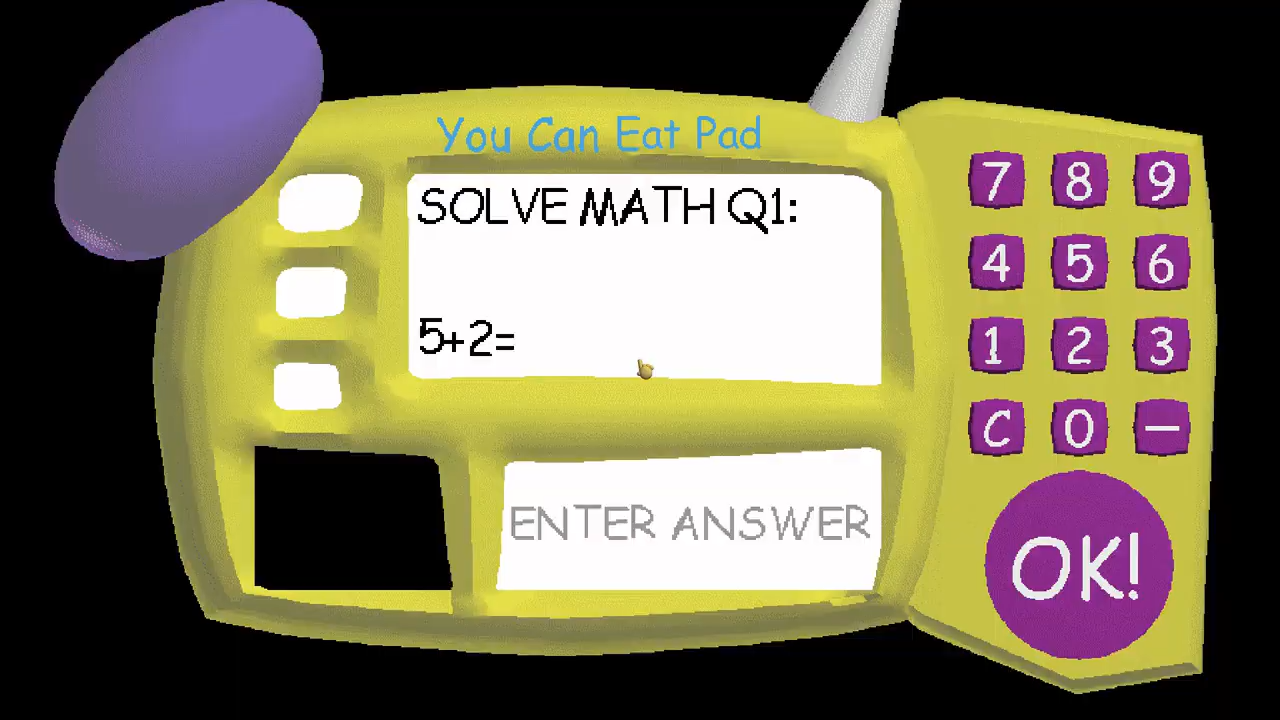 You Can Eat Pad
SOLVE MATH Q1:
5+2=
ENTER ANSWER
7 8 9
4 5 6
1 2 3
C 0 —
OK!